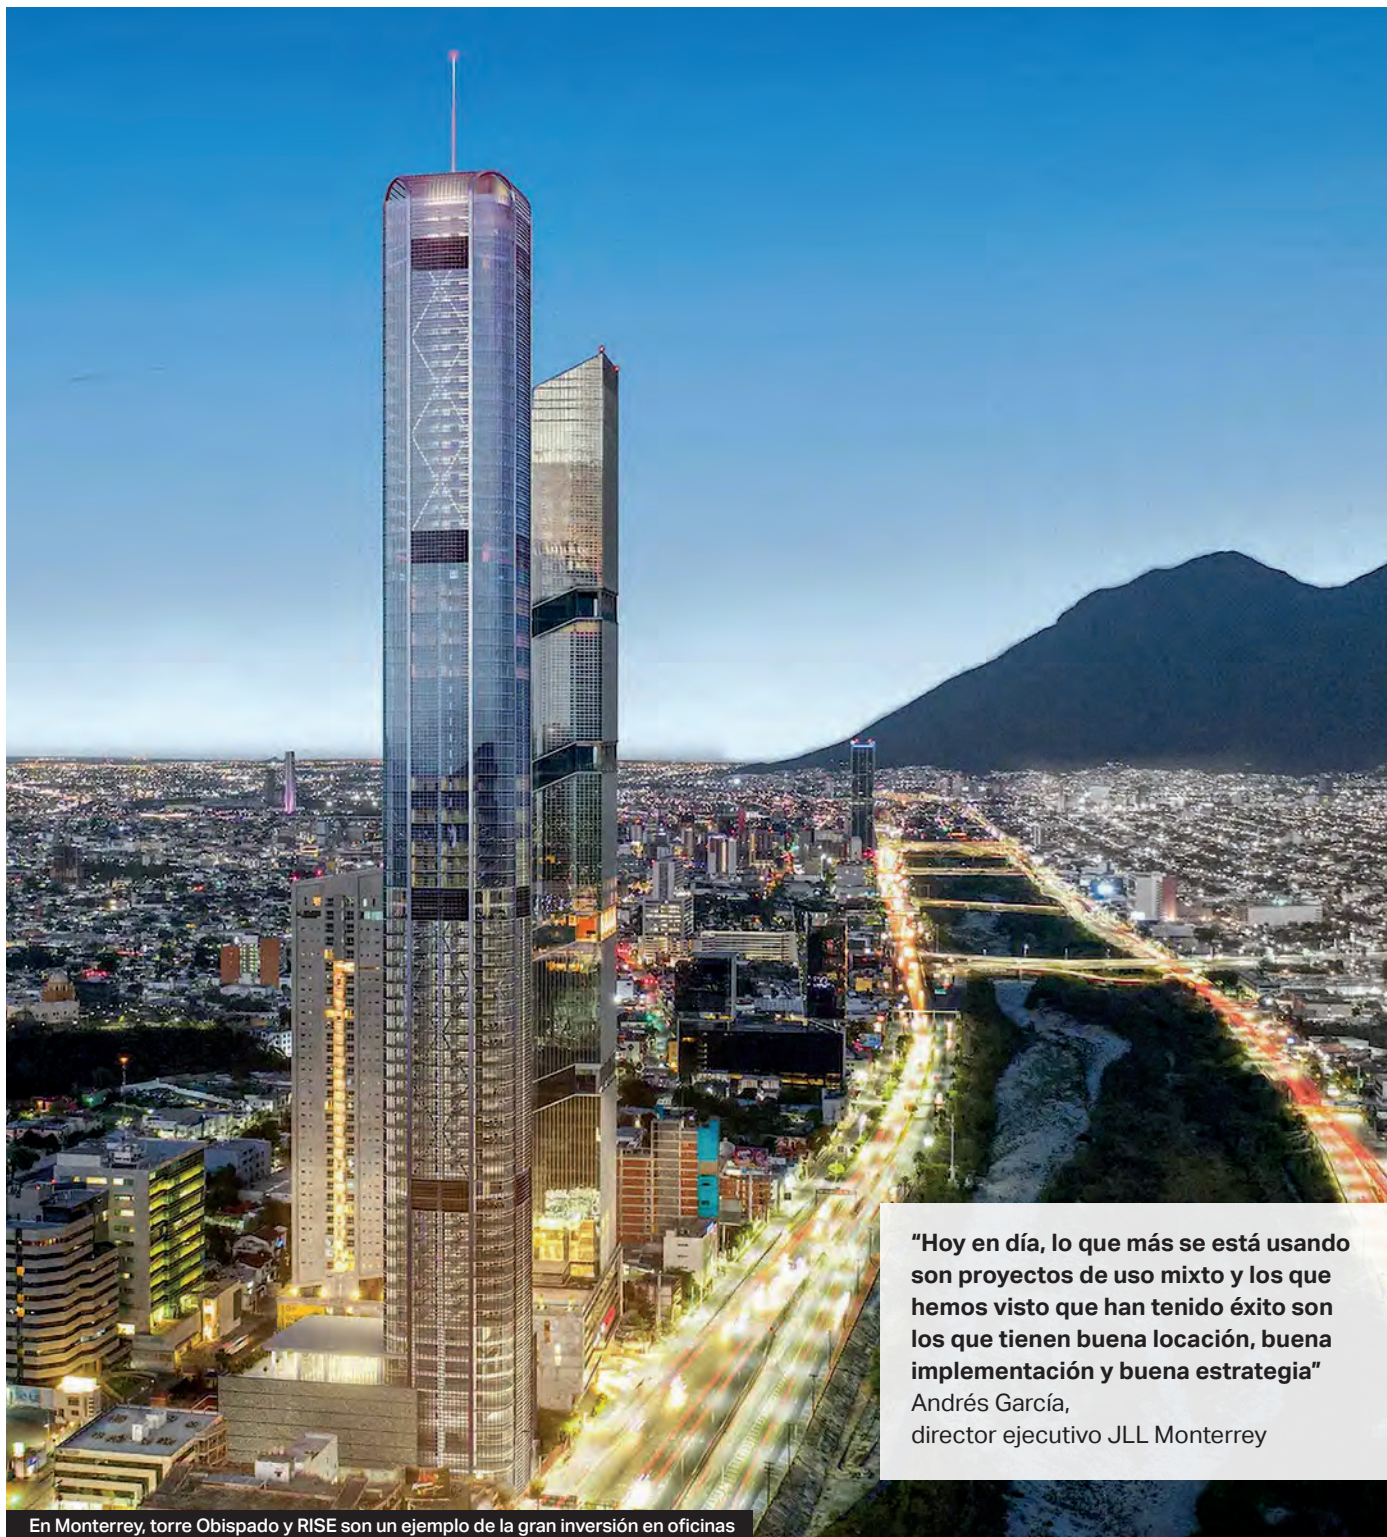 “Hoy en día, lo que más se está usando
son proyectos de uso mixto y los que
hemos visto que han tenido éxito son
los que tienen buena locación, buena
implementación y buena estrategia”
Andrés García,
director ejecutivo JLL Monterrey
En Monterrey, torre Obispado y RISE son un ejemplo de la gran inversión en oficinas